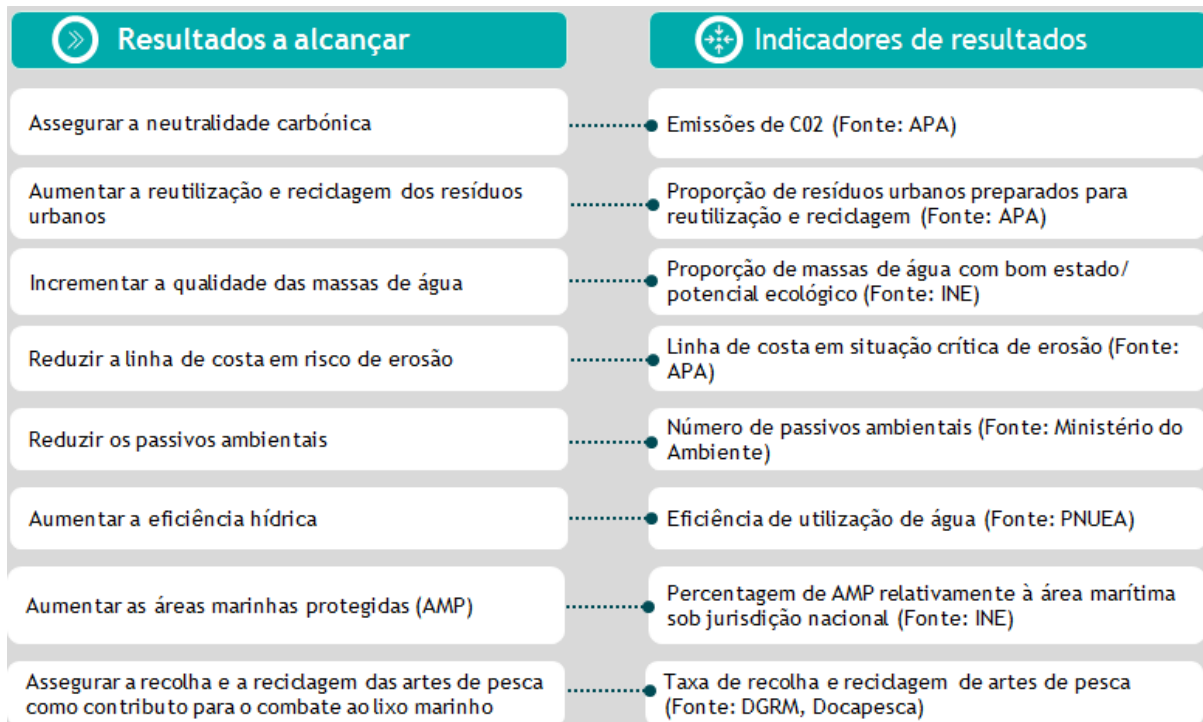 Resultados a alcançar
Indicadores de resultados
Assegurar a neutralidade carbónica
Emissões de C02 (Fonte: APA)
Aumentar a reutilização e reciclagem dos resíduos
urbanos
Proporção de resíduos urbanos preparados para
reutilização e reciclagem (Fonte: APA)
Incrementar a qualidade das massas de água
Proporção de massas de água com bom estado/
potencial ecológico (Fonte: INE)
Reduzir a linha de costa em risco de erosão
Linha de costa em situação crítica de erosão (Fonte:
APA)
Reduzir os passivos ambientais
Número de passivos ambientais (Fonte: Ministério do
Ambiente)
Aumentar a eficiência hídrica
Eficiência de utilização de água (Fonte: PNUEA)
Aumentar as áreas marinhas protegidas (AMP)
Percentagem de AMP relativamente à área marítima
sob jurisdição nacional (Fonte: INE)
Assegurar a recolha e a reciclagem das artes de pesca
como contributo para o combate ao lixo marinho
Taxa de recolha e reciclagem de artes de pesca
(Fonte: DGRM, Docapesca)